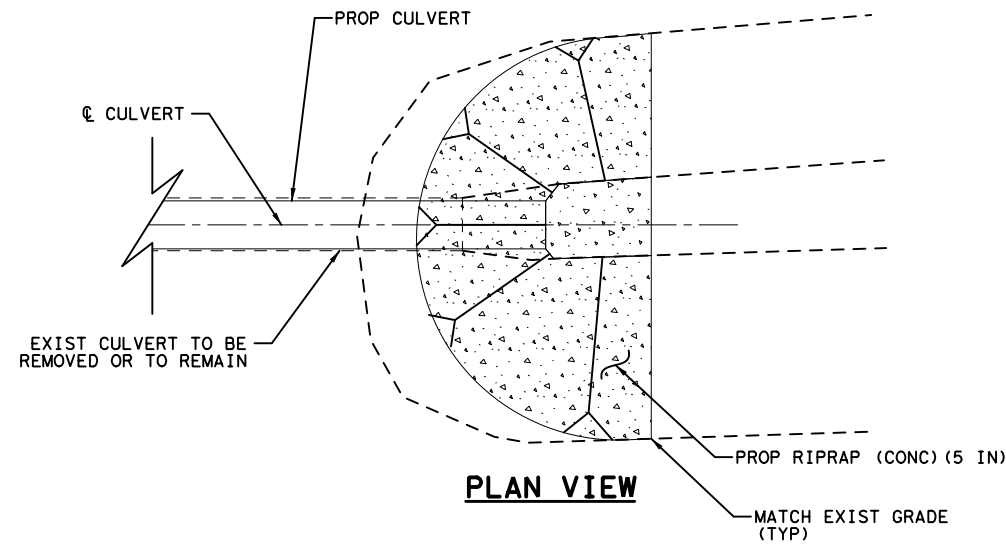 PROP CULVERT
℄ CULVERT
EXIST CULVERT TO BE
REMOVED OR TO REMAIN
PROP RIPRAP (CONC) (5 IN)
PLAN VIEW
MATCH EXIST GRADE
(TYP)